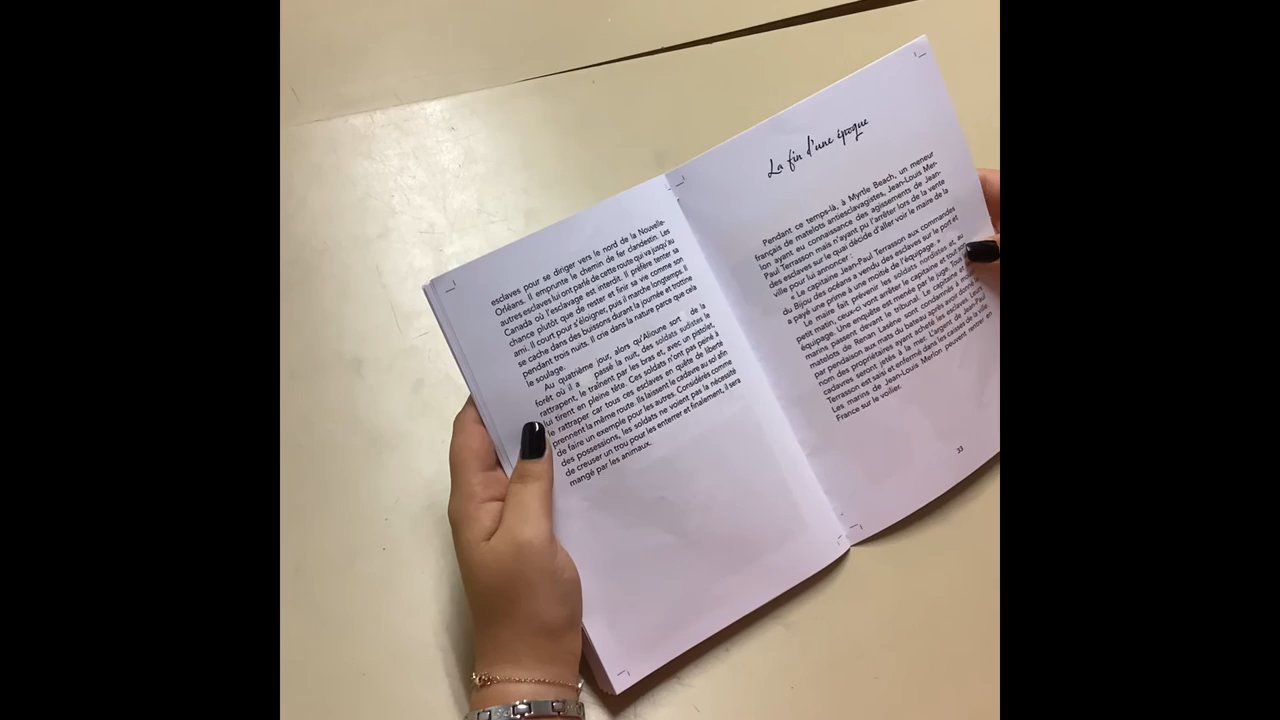 esclaves pour se diriger vers le nord de la Nouvelle-
Orléans. Il emprunte le chemin de fer clandestin. Les
autres esclaves lui ont parlé de cette route qui va jusqu'au
Canada où l'esclavage est interdit. Il préfère tenter sa
chance plutôt que de rester et finir sa vie comme son
ami. Il court pour s'éloigner, puis il marche longtemps. Il
se cache dans des buissons durant la journée et trottine
pendant trois nuits. Il crie dans la nature parce que cela
le soulage.
Au quatrième jour, alors qu'Alioune sort de la
forêt où il a passé la nuit, des soldats sudistes le
rattrapent, le traînent par les bras et, avec un pistolet,
lui tirent en pleine tête. Ces soldats n'ont pas peiné à
le rattraper car tous ces esclaves en quête de liberté
prennent la même route. Ils laissent le cadavre au sol afin
de faire un exemple pour les autres. Considérés comme
des possessions, les soldats ne voient pas la nécessité
de creuser un trou pour les enterrer et finalement, il sera
mangé par les animaux.
La fin d'une époque
Pendant ce temps-là, à Myrtle Beach, un meneur
français de matelots antiesclavagistes, Jean-Louis Mer-
lon ayant eu connaissance des agissements de Jean-
Paul Terrasson mais n'ayant pu l'arrêter lors de la vente
des esclaves sur le quai décide d'aller voir le maire de la
ville pour lui annoncer :
« Le capitaine Jean-Paul Terrasson aux commandes
du Bijou des océans a vendu des esclaves sur le port et
a payé une prime à une moitié de l'équipage. »
Le maire fait prévenir les soldats nordistes et, au
petit matin, ceux-ci vont arrêter le capitaine et tout son
équipage. Une enquête est menée par le juge. Tous
marins passent devant le tribunal. Le capitaine et
matelots de Renan Lasène sont condamnés à mort
par pendaison aux mats du bateau après avoir donné
nom des propriétaires ayant acheté les esclaves. Leurs
cadavres seront jetés à la mer. L'argent de Jean-Paul
Terrasson est saisi et enfermé dans les caisses de la ville
Les marins de Jean-Louis Merlon peuvent rentrer en
France sur le voilier.
33